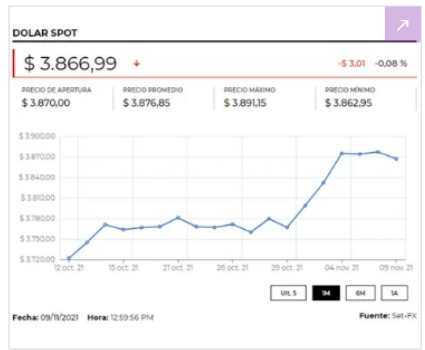 DOLAR SPOT
$ 3.866,99 -$ 3,01 -0,08 %
PRECIO DE APERTURA PRECIO PROMEDIO PRECIO MÁXIMO PRECIO MÍNIMO
$ 3.870,00 $ 3.876,85 $ 3.891,15 $ 3.862,95
$ 3.900,00
$ 3.870,00
$ 3.840,00
$ 3.810,00
$ 3.780,00
$ 3.750,00
$ 3.720,00
12 oct. 21 15 oct. 21 21 oct. 21 26 oct. 21 29 oct. 21 04 nov. 21 09 nov. 21
Ult. 5 1M 6M 1A
Fecha: 09/11/2021 Hora: 12:59:56 PM Fuente: Set-FX